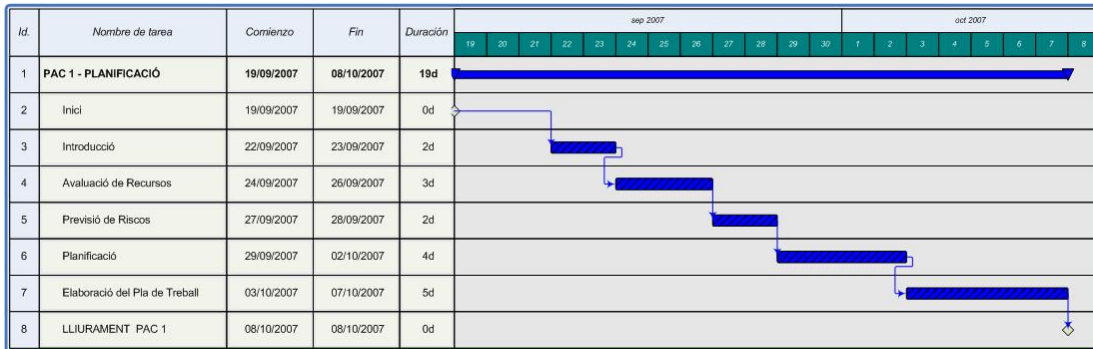 Id. Nombre de tarea Comienzo Fin Duración sep 2007 oct 2007
19 20 21 22 23 24 25 26 27 28 29 30 1 2 3 4 5 6 7 8
1 PAC 1 - PLANIFICACIÓ 19/09/2007 08/10/2007 19d
2 Inici 19/09/2007 19/09/2007 0d
3 Introducció 22/09/2007 23/09/2007 2d
4 Avaluació de Recursos 24/09/2007 26/09/2007 3d
5 Previsió de Riscos 27/09/2007 28/09/2007 2d
6 Planificació 29/09/2007 02/10/2007 4d
7 Elaboració del Pla de Treball 03/10/2007 07/10/2007 5d
8 LLIURAMENT PAC 1 08/10/2007 08/10/2007 0d